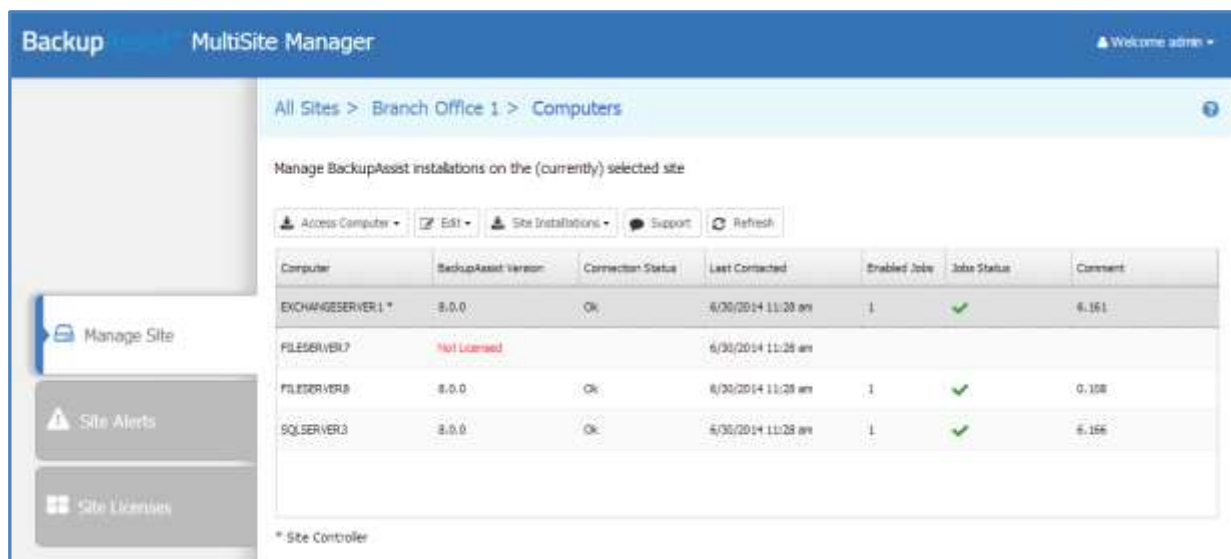 BackupAssist™ MultiSite Manager
Welcome admin
All Sites > Branch Office 1 > Computers
Manage BackupAssist installations on the (currently) selected site
Access Computer Edit Site Installations Support Refresh
Computer BackupAssist Version Connection Status Last Contacted Enabled Jobs Jobs Status Comment
EXCHANGESERVER1 * 8.0.0 Ok 6/30/2014 11:28 am 1 6.161
FILESERVER7 Not Licensed 6/30/2014 11:28 am
FILESERVER8 8.0.0 Ok 6/30/2014 11:28 am 1
SQLSERVER3 8.0.0 Ok 6/30/2014 11:28 am 1 6.166
Manage Site
Site Alerts
Site Licenses
* Site Controller